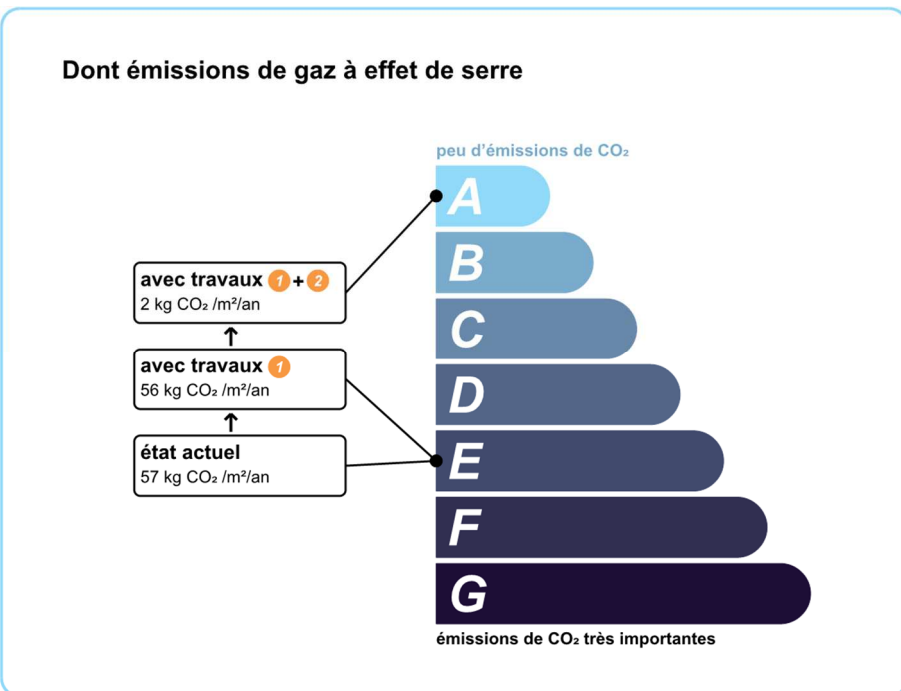 Dont émissions de gaz à effet de serre
peu d'émissions de CO₂
A
B
C
D
E
F
G
émissions de CO₂ très importantes
avec travaux 1 + 2
2 kg CO₂ /m²/an
↑
avec travaux 1
56 kg CO₂ /m²/an
↑
état actuel
57 kg CO₂ /m²/an